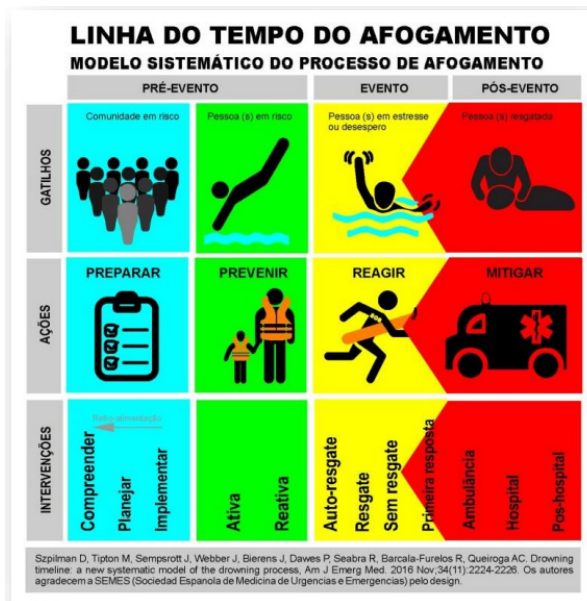 LINHA DO TEMPO DO AFOGAMENTO
MODELO SISTEMÁTICO DO PROCESSO DE AFOGAMENTO
PRÉ-EVENTO
EVENTO
PÓS-EVENTO
GATILHOS
Comunidade em risco
Pessoa (s) em risco
Pessoa(s) em estresse
ou desespero
Pessoa(s) resgatada
AÇÕES
PREPARAR
PREVENIR
REAGIR
MITIGAR
INTERVENÇÕES
Retro-alimentação
Compreender
Planejar
Implementar
Ativa
Reativa
Auto-resgate
Resgate
Sem resgate
Primeira resposta
Ambulância
Hospital
Pos-hospital
Szpilman D, Tipton M, Sempsrott J, Webber J, Bierens J, Dawes P, Seabra R, Barcala-Furelos R, Queiroga AC. Drowning
timeline: a new systematic model of the drowning process, Am J Emerg Med. 2016 Nov;34(11):2224-2226. Os autores
agradecem a SEMES (Sociedad Espanola de Medicina de Urgencias e Emergencias) pelo design.